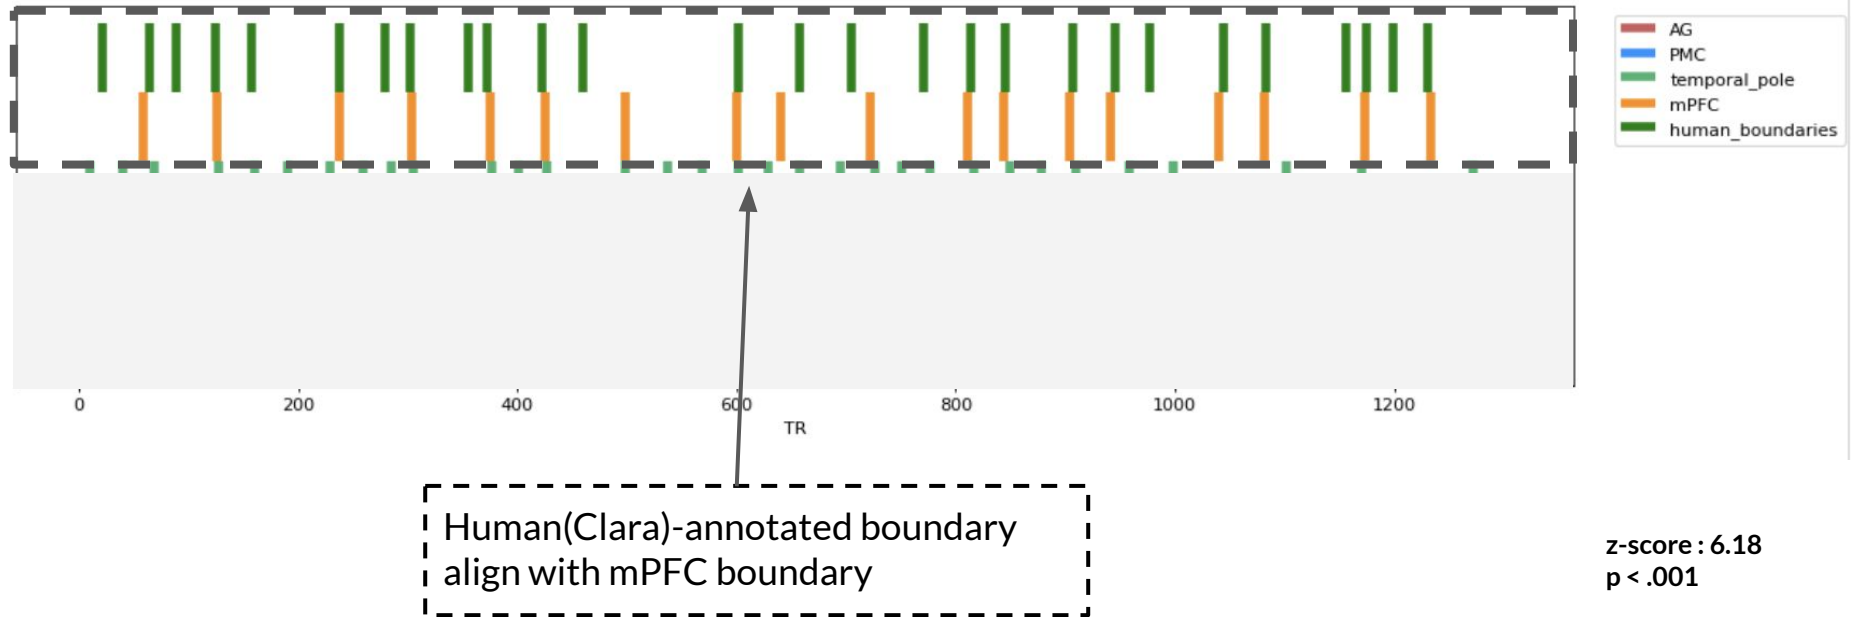 AG
PMC
temporal_pole
mPFC
human_boundaries
0 200 400 600 800 1000 1200
TR
Human(Clara)-annotated boundary
align with mPFC boundary
z-score : 6.18
p < .001